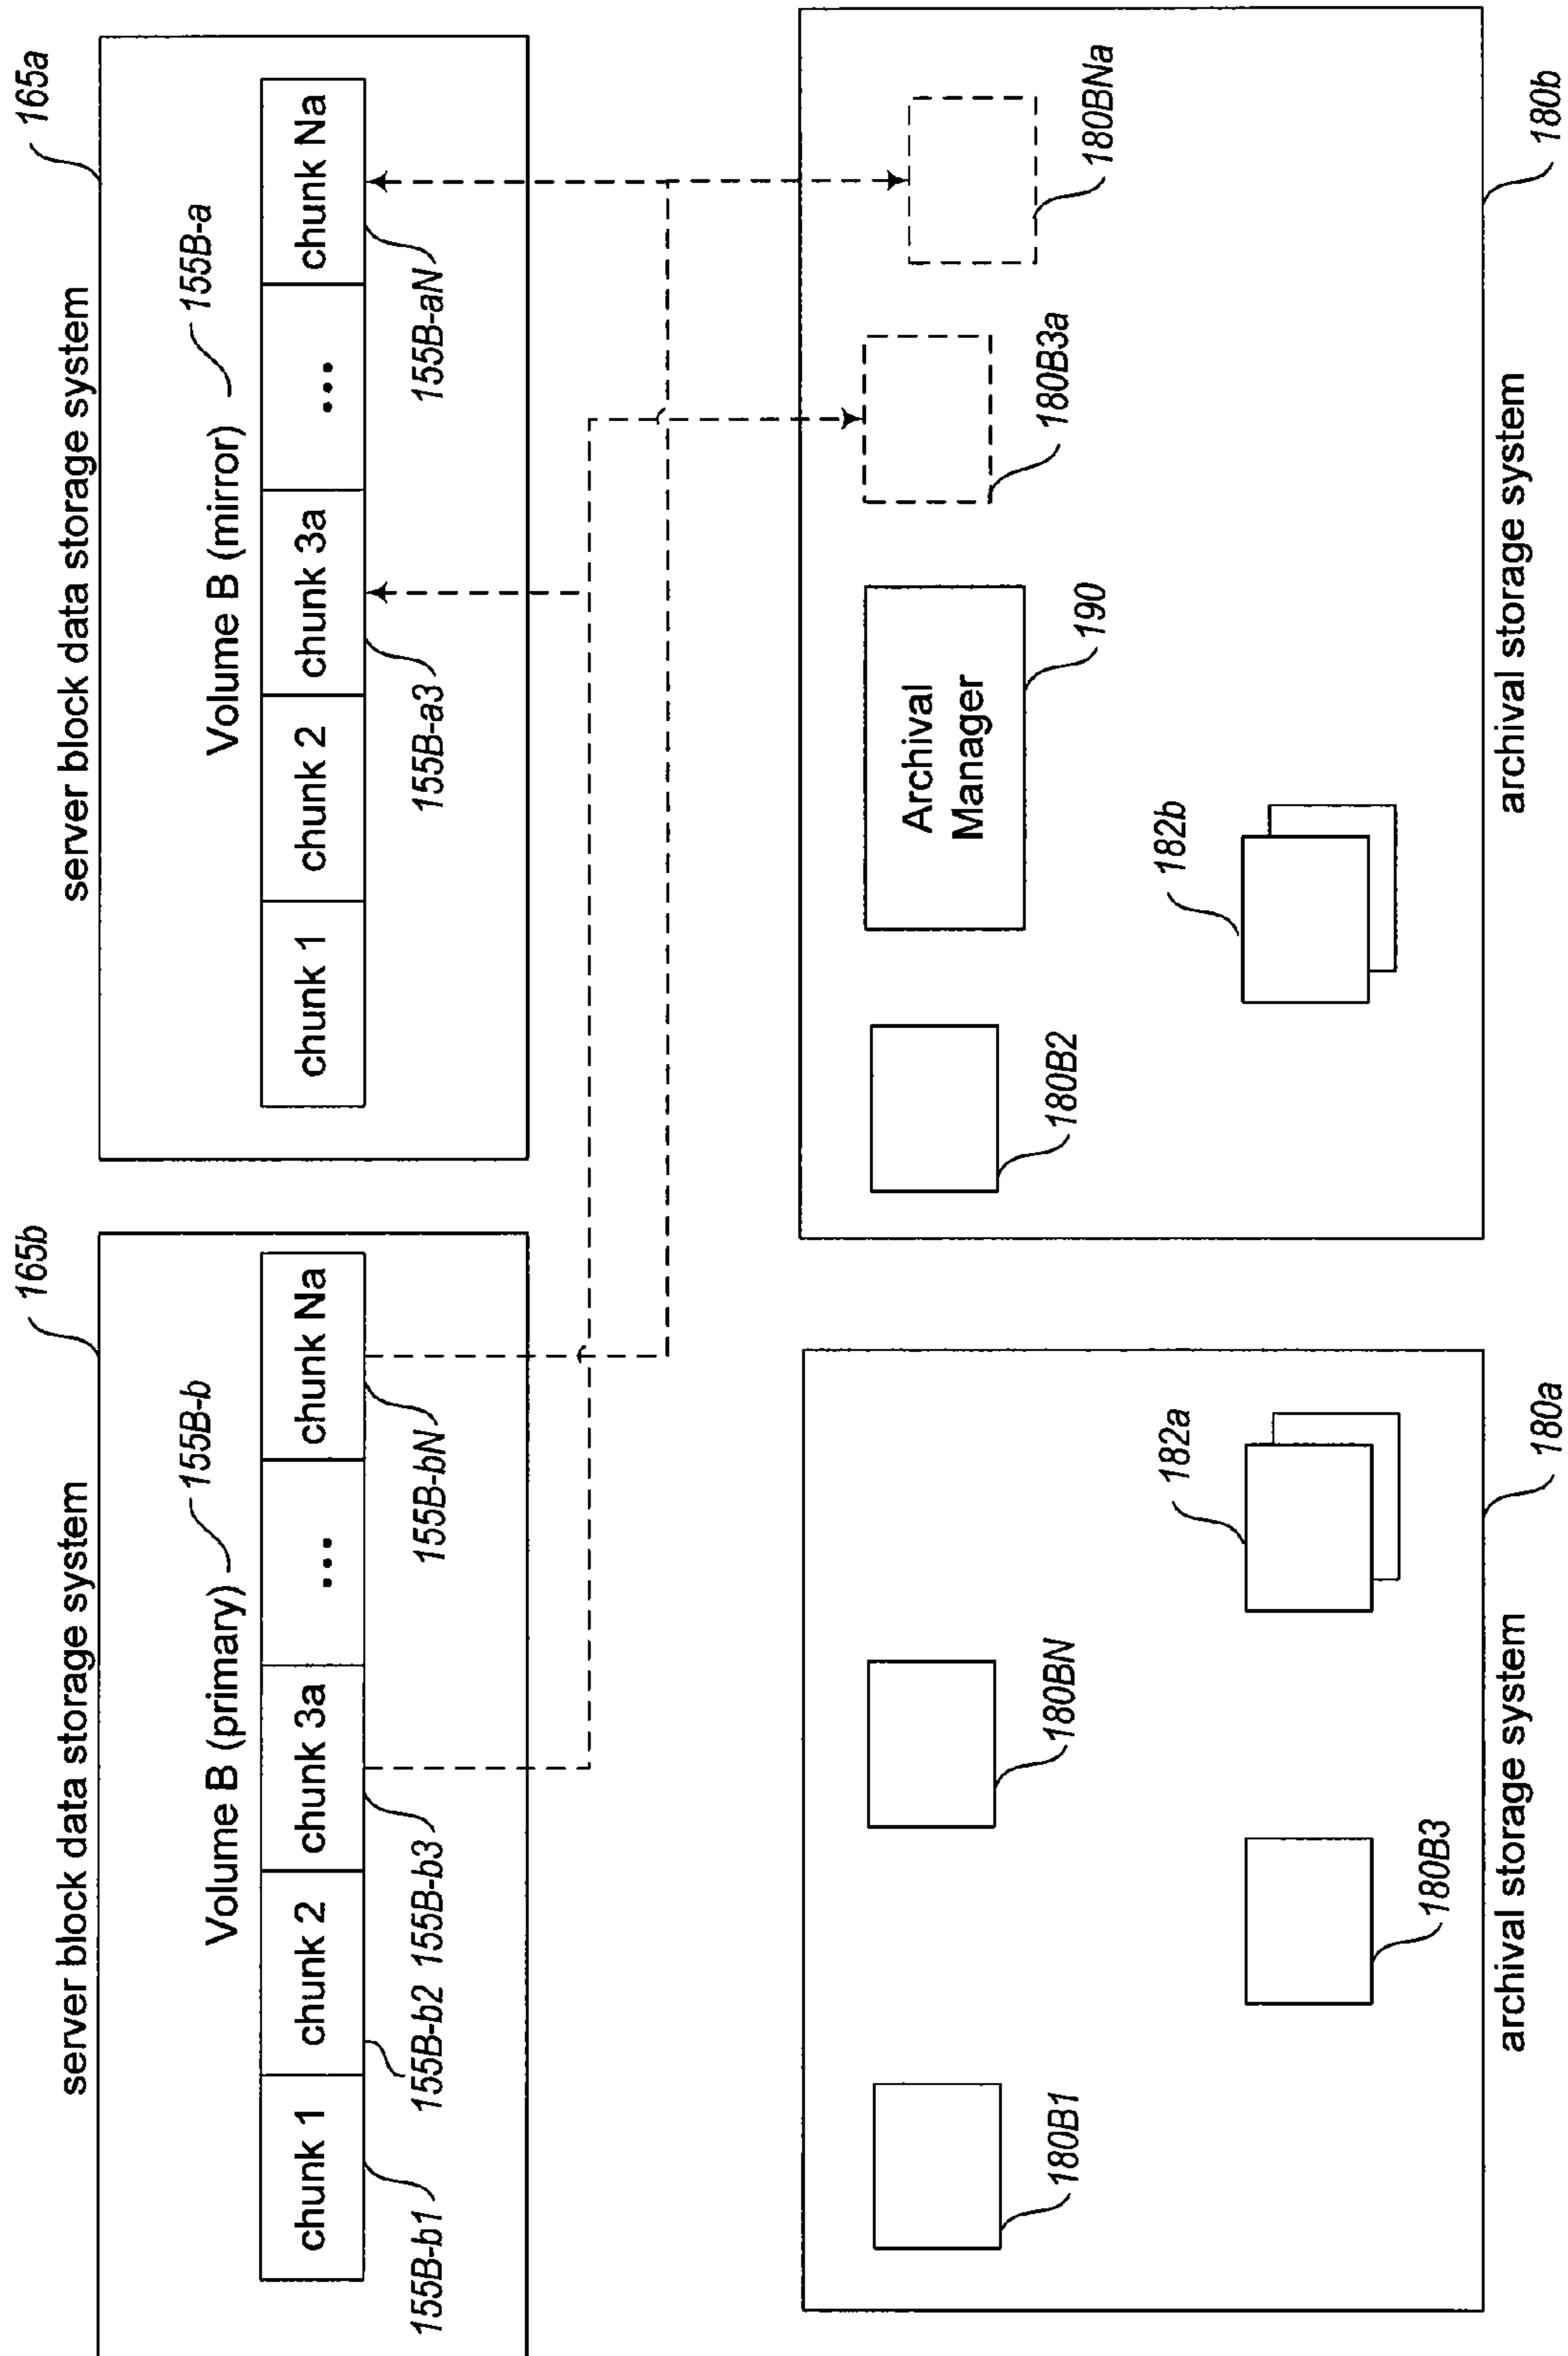 server block data storage system
165b
Volume B (primary)
155B-b
chunk 1
chunk 2
chunk 3a
...
chunk Na
155B-b1
155B-b2
155B-b3
155B-bN
server block data storage system
165a
Volume B (mirror)
155B-a
chunk 1
chunk 2
chunk 3a
...
chunk Na
155B-a3
155B-aN
180B1
180BN
180B3
182a
archival storage system
180a
180B2
Archival
Manager
190
180B3a
180BNa
182b
archival storage system
180b